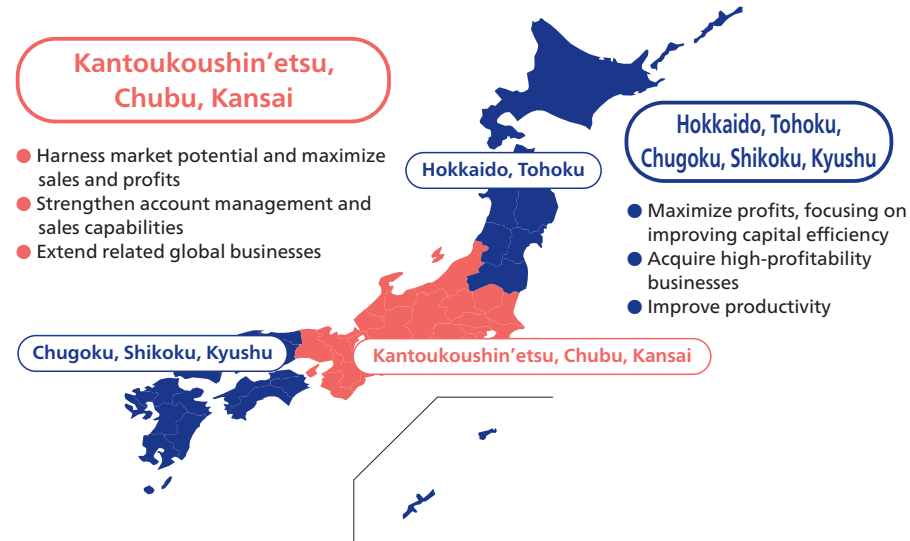 Kantoukoushin’etsu,
Chubu, Kansai
● Harness market potential and maximize
sales and profits
● Strengthen account management and
sales capabilities
● Extend related global businesses
Hokkaido, Tohoku
Hokkaido, Tohoku,
Chugoku, Shikoku, Kyushu
● Maximize profits, focusing on
improving capital efficiency
● Acquire high-profitability
businesses
● Improve productivity
Chugoku, Shikoku, Kyushu
Kantoukoushin’etsu, Chubu, Kansai